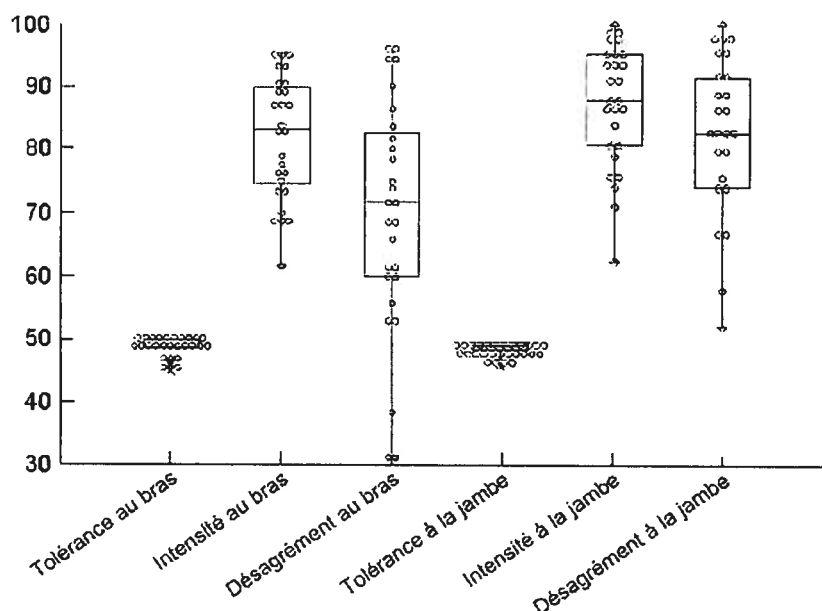 100
90
80
70
60
50
40
30
Tolérance au bras
Intensité au bras
Désagrément au bras
Tolérance à la jambe
Intensité à la jambe
Désagrément à la jambe